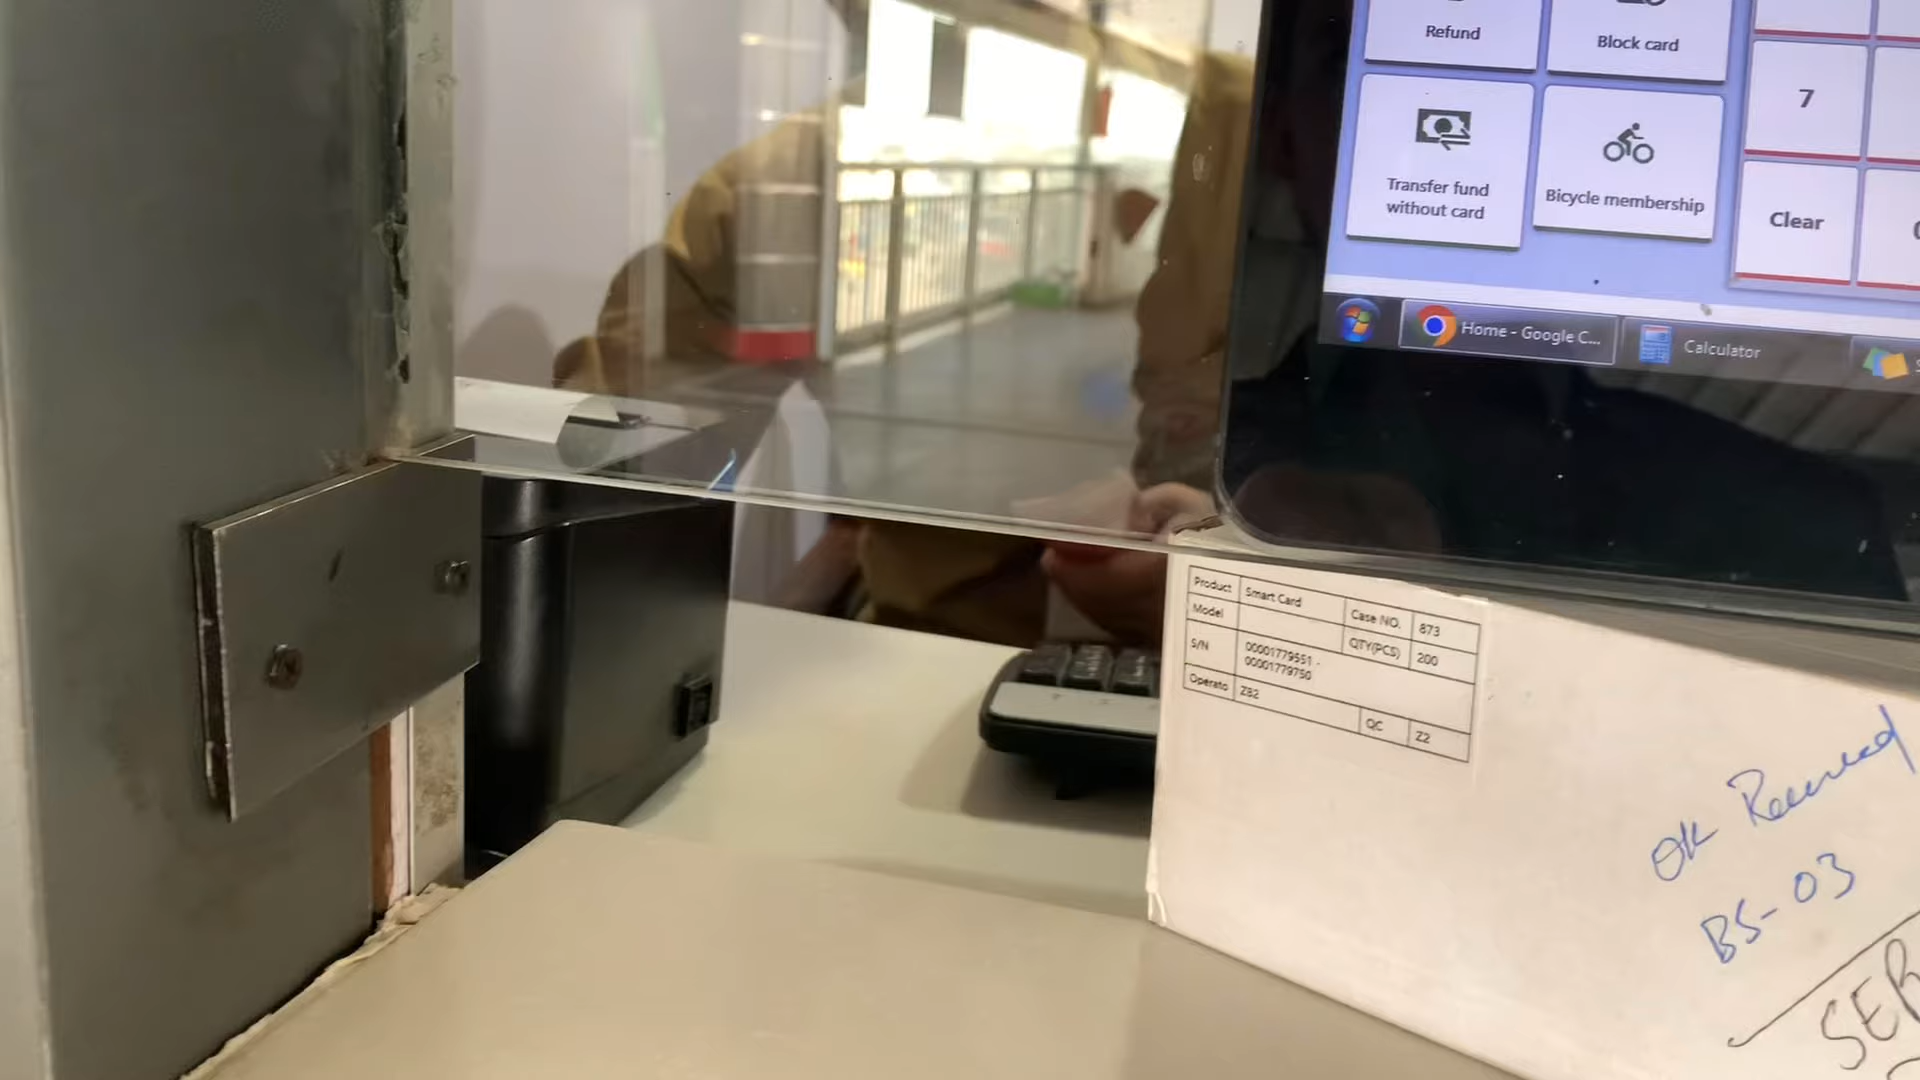 Refund
Block card
7
Transfer fund
without card
Bicycle membership
Clear
Home - Google C...
Calculator
Product Smart Card Case NO. 873
Model QTY(PCS) 200
S/N 00001779551 -
00001779750
Operato Z82 QC Z2
OK Received
BS-03
SER